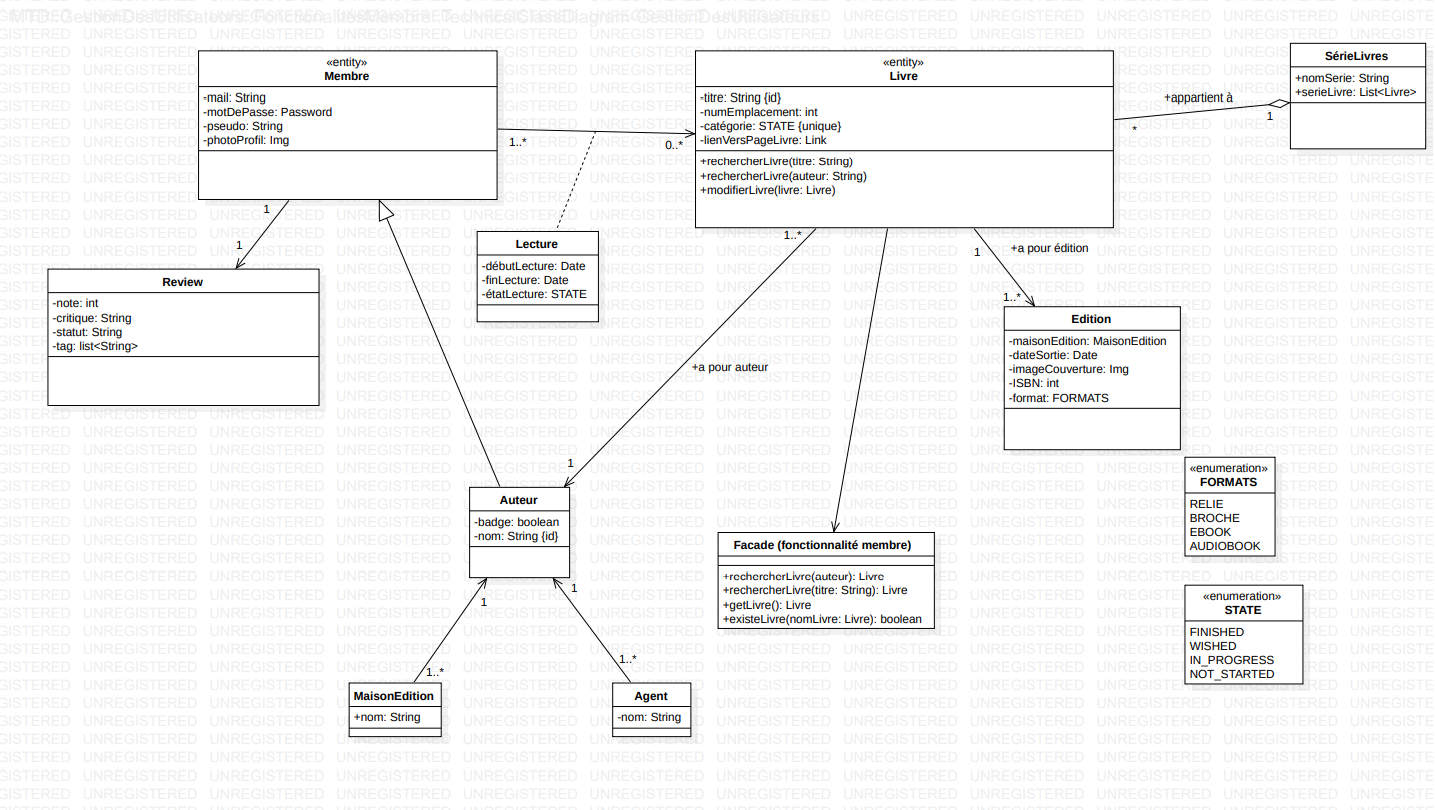 MTB: GestionDesUtilisateurs_FonctionalitésMembre::TechnicalClassDiagram-GestionDesUtilisateurs
«entity»
Membre
-mail: String
-motDePasse: Password
-pseudo: String
-photoProfil: Img
«entity»
Livre
-titre: String {id}
-numEmplacement: int
-catégorie: STATE {unique}
-lienVersPageLivre: Link
+rechercherLivre(titre: String)
+rechercherLivre(auteur: String)
+modifierLivre(livre: Livre)
SérieLivres
+nomSerie: String
+serieLivre: List<Livre>
+appartient à
*
1
1..*
0..*
1
1
Review
-note: int
-critique: String
-statut: String
-tag: list<String>
Lecture
-débutLecture: Date
-finLecture: Date
-étatLecture: STATE
1..*
+a pour auteur
1
1
+a pour édition
1..*
Edition
-maisonEdition: MaisonEdition
-dateSortie: Date
-imageCouverture: Img
-ISBN: int
-format: FORMATS
«enumeration»
FORMATS
RELIE
BROCHE
EBOOK
AUDIOBOOK
Auteur
-badge: boolean
-nom: String {id}
Facade (fonctionnalité membre)
+rechercherLivre(auteur): Livre
+rechercherLivre(titre: String): Livre
+getLivre(): Livre
+existeLivre(nomLivre: Livre): boolean
«enumeration»
STATE
FINISHED
WISHED
IN_PROGRESS
NOT_STARTED
1
1..*
1
1..*
MaisonEdition
+nom: String
Agent
-nom: String
UNREGISTERED